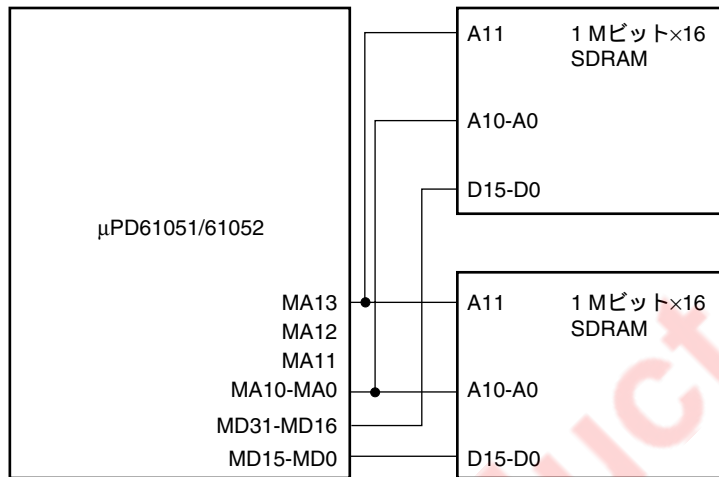 A11 1 Mビット×16
SDRAM
A10-A0
D15-D0
μPD61051/61052
MA13
MA12
MA11
MA10-MA0
MD31-MD16
MD15-MD0
A11 1 Mビット×16
SDRAM
A10-A0
D15-D0